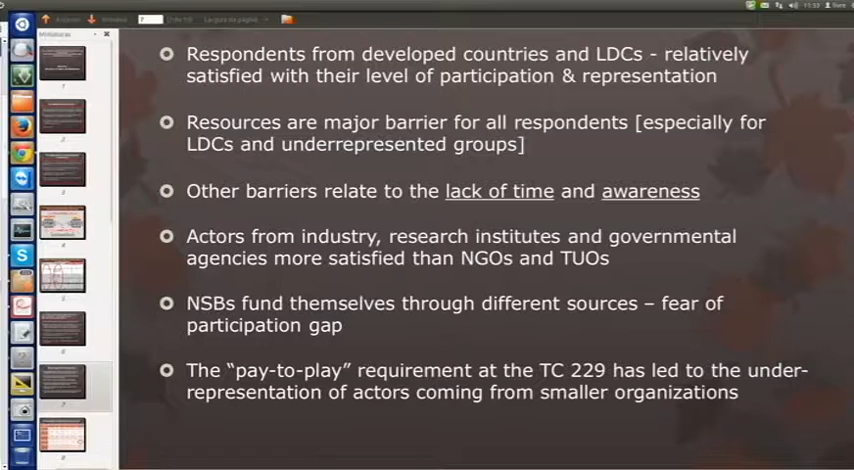 11:33
7
Respondents from developed countries and LDCs - relatively
satisfied with their level of participation & representation
Resources are major barrier for all respondents [especially for
LDCs and underrepresented groups]
Other barriers relate to the lack of time and awareness
Actors from industry, research institutes and governmental
agencies more satisfied than NGOs and TUOs
NSBs fund themselves through different sources – fear of
participation gap
The “pay-to-play” requirement at the TC 229 has led to the under-
representation of actors coming from smaller organizations